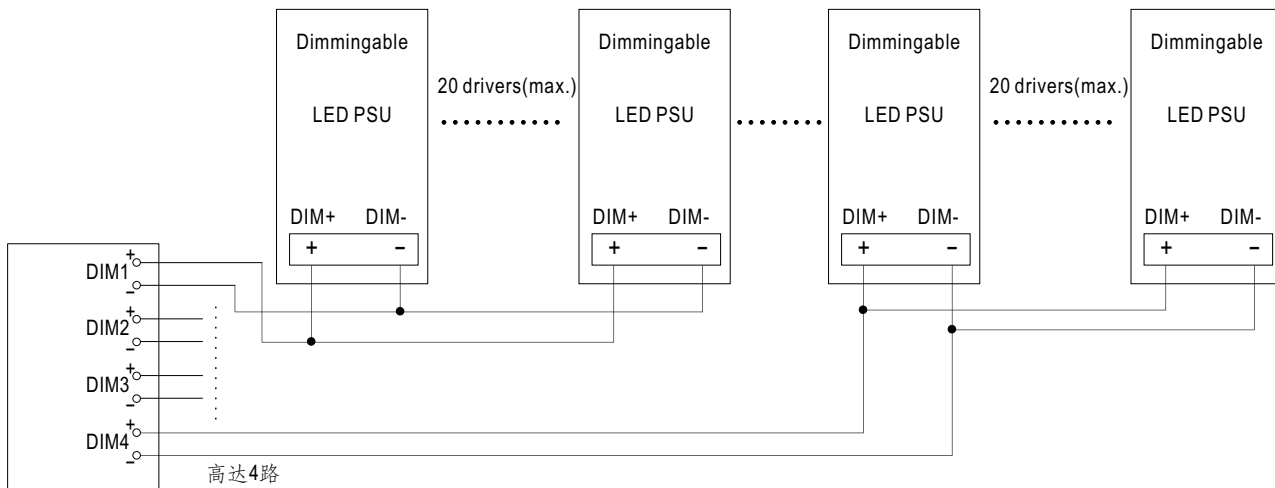 Dimmingable
Dimmingable
Dimmingable
Dimmingable
20 drivers(max.)
20 drivers(max.)
LED PSU
LED PSU
LED PSU
LED PSU
DIM+ DIM-
DIM+ DIM-
DIM+ DIM-
DIM+ DIM-
+ −
+ −
+ −
+ −
+
DIM1
−
+
DIM2
−
+
DIM3
−
+
DIM4
−
高达4路